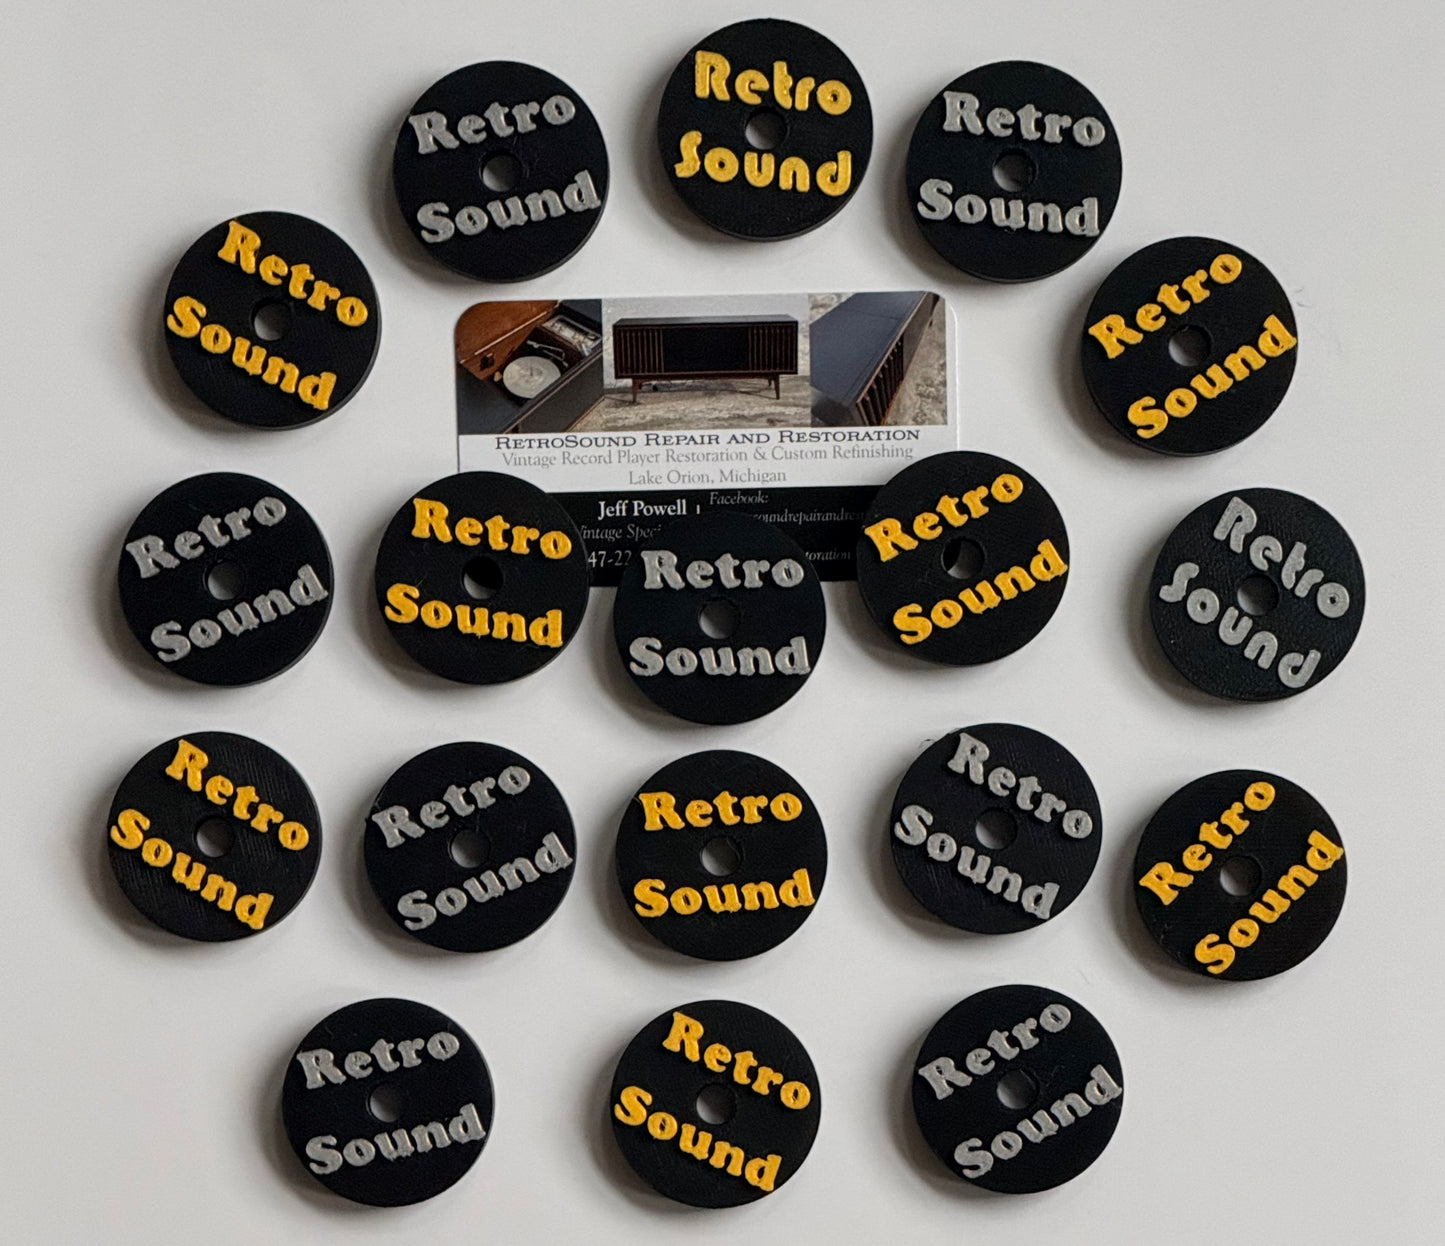 Retro
Sound
Retro
Sound
Retro
Sound
Retro
Sound
Retro
Sound
RetroSound Repair and Restoration
Vintage Record Player Restoration & Custom Refinishing
Lake Orion, Michigan
Jeff Powell
Facebook:
Retro
Sound
Retro
Sound
Retro
Sound
Retro
Sound
Retro
Sound
Retro
Sound
Retro
Sound
Retro
Sound
Retro
Sound
Retro
Sound
Retro
Sound
Retro
Sound
Retro
Sound